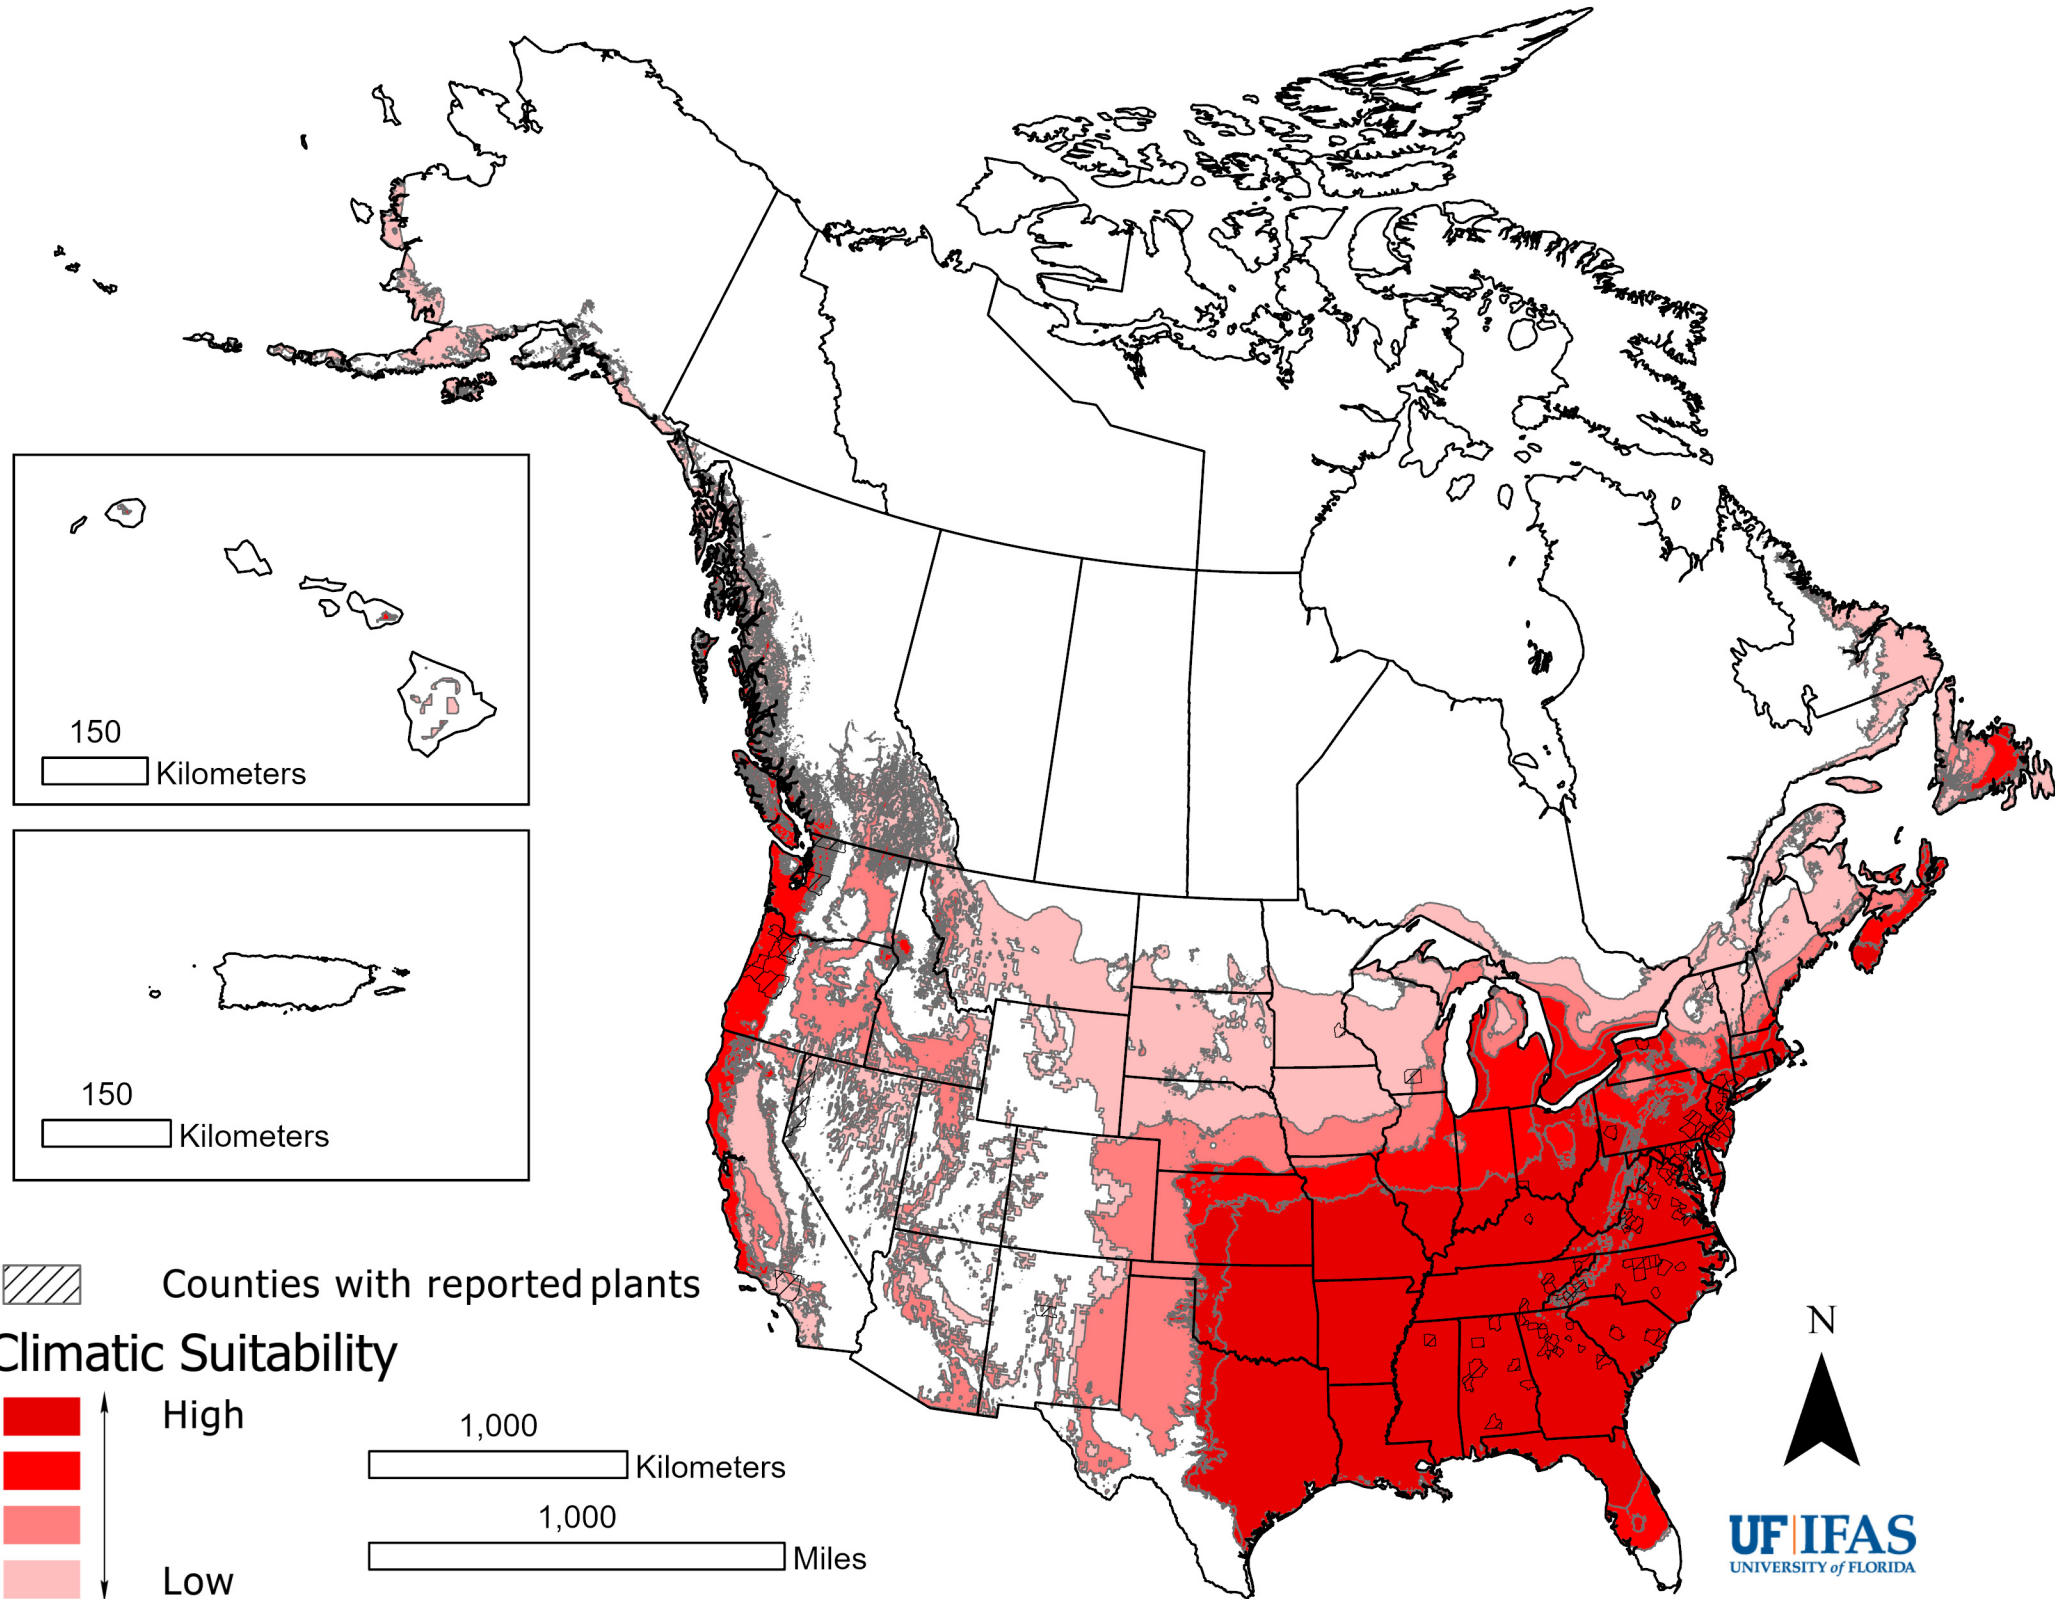 150
Kilometers
150
Kilometers
Counties with reported plants
Climatic Suitability
High
Low
1,000
Kilometers
1,000
Miles
N
UF|IFAS
UNIVERSITY of FLORIDA